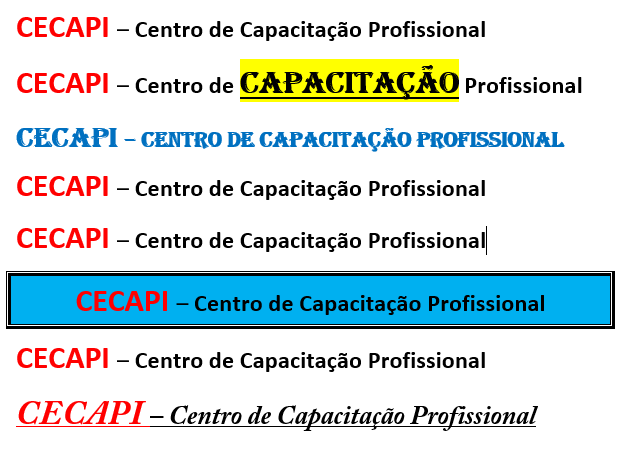 CECAPI – Centro de Capacitação Profissional
CECAPI – Centro de CAPACITAÇÃO Profissional
CECAPI – CENTRO DE CAPACITAÇÃO PROFISSIONAL
CECAPI – Centro de Capacitação Profissional
CECAPI – Centro de Capacitação Profissional
CECAPI – Centro de Capacitação Profissional
CECAPI – Centro de Capacitação Profissional
CECAPI – Centro de Capacitação Profissional